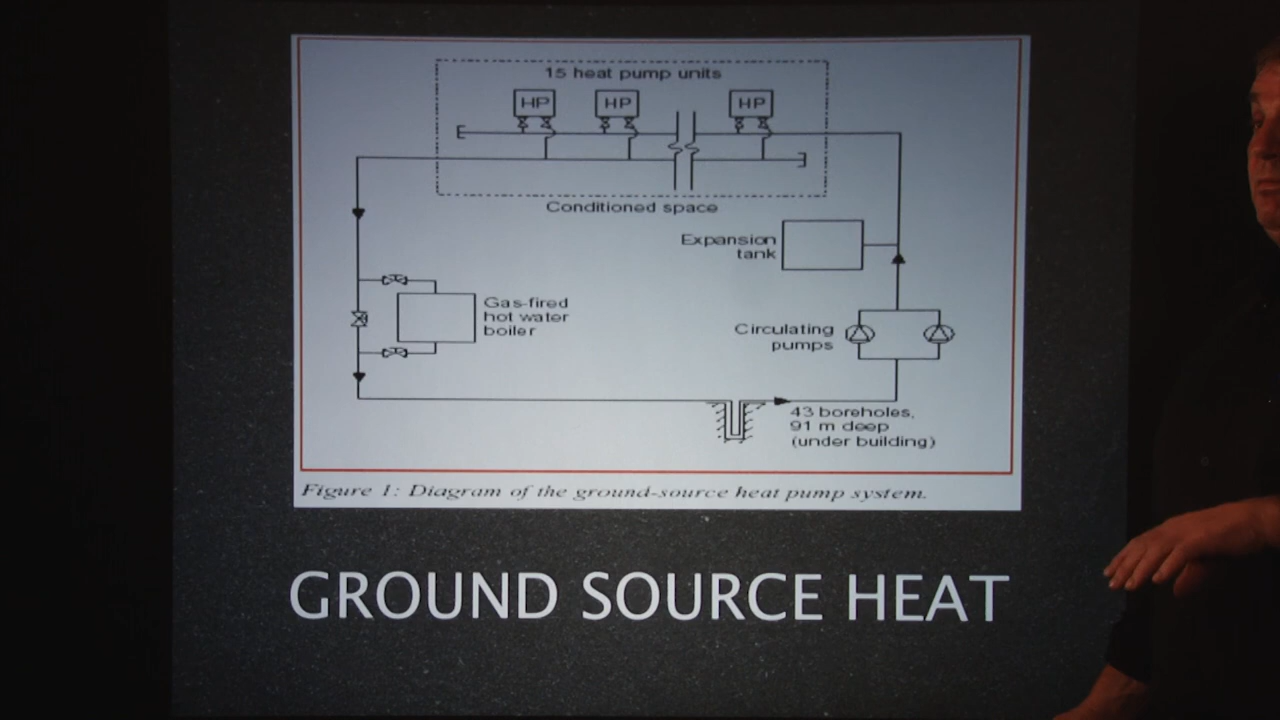 15 heat pump units
HP HP HP
Conditioned space
Expansion
tank
Gas-fired
hot water
boiler
Circulating
pumps
43 boreholes,
91 m deep
(under building)
Figure 1: Diagram of the ground-source heat pump system.
GROUND SOURCE HEAT